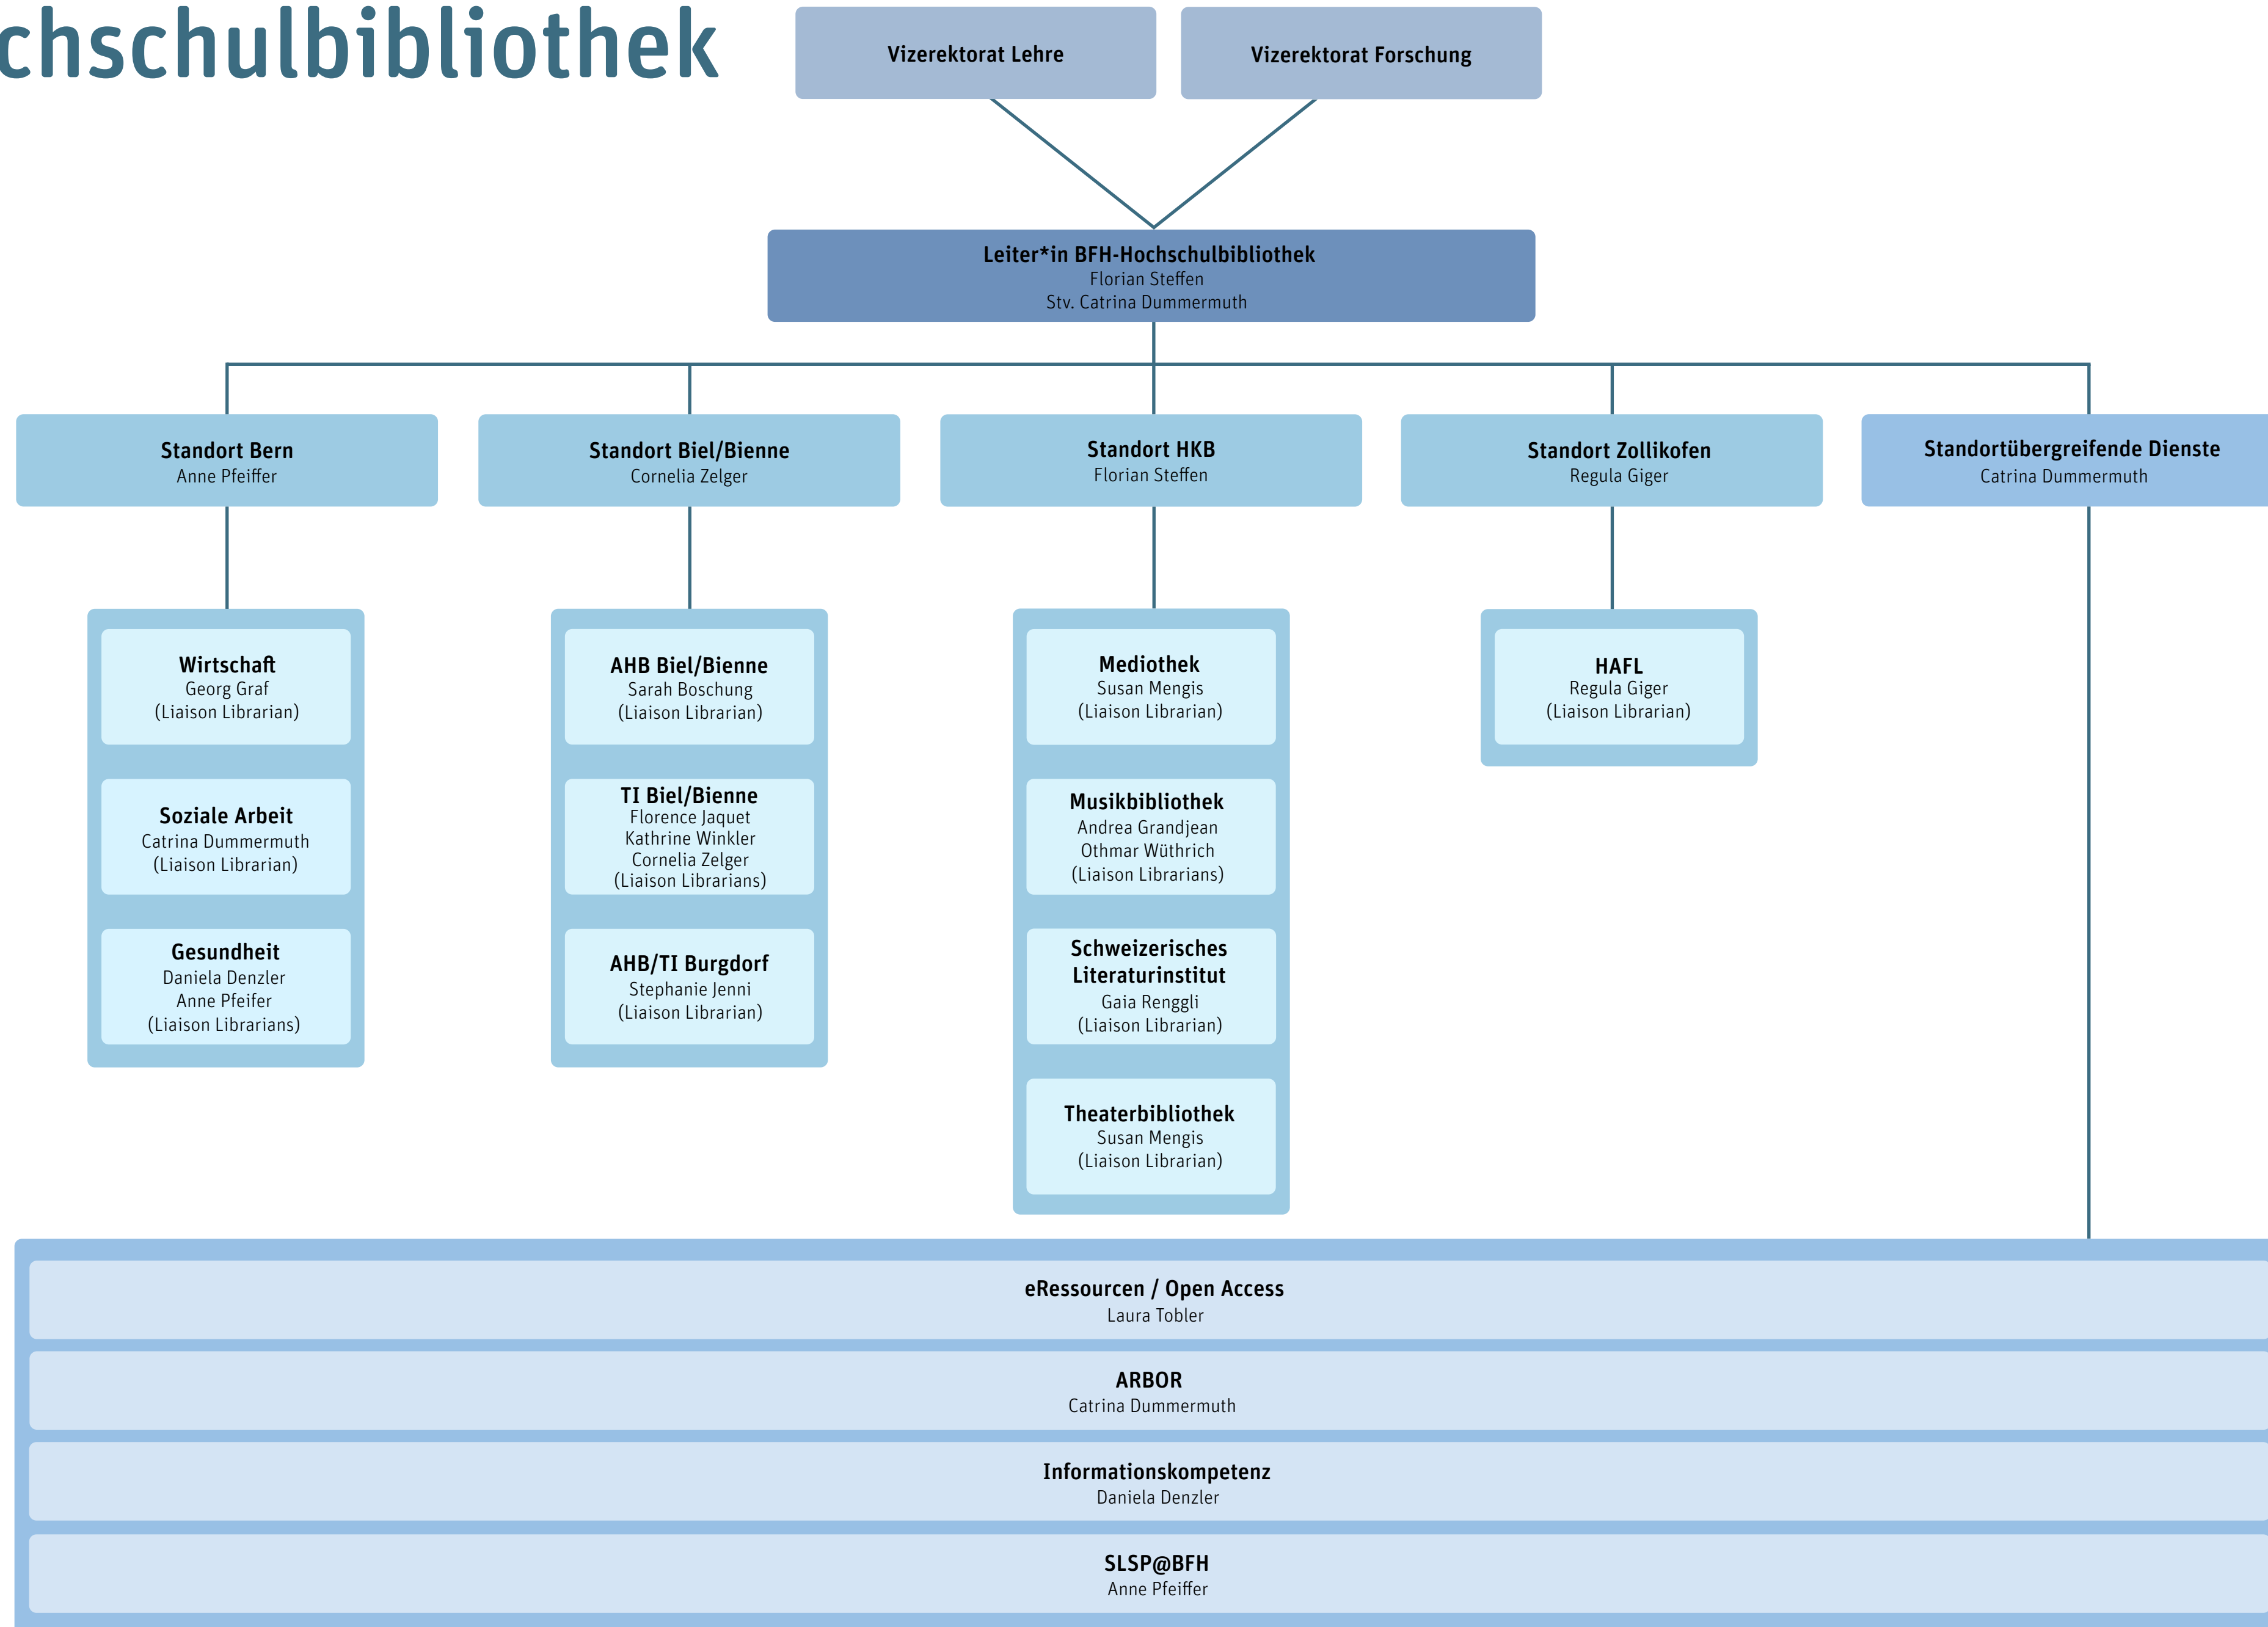 chschulbibliothek
Vizerektorat Lehre
Vizerektorat Forschung
Leiter*in BFH-Hochschulbibliothek
Florian Steffen
Stv. Catrina Dummermuth
Standort Bern
Anne Pfeiffer
Standort Biel/Bienne
Cornelia Zelger
Standort HKB
Florian Steffen
Standort Zollikofen
Regula Giger
Standortübergreifende Dienste
Catrina Dummermuth
Wirtschaft
Georg Graf
(Liaison Librarian)
Soziale Arbeit
Catrina Dummermuth
(Liaison Librarian)
Gesundheit
Daniela Denzler
Anne Pfeifer
(Liaison Librarians)
AHB Biel/Bienne
Sarah Boschung
(Liaison Librarian)
TI Biel/Bienne
Florence Jaquet
Kathrine Winkler
Cornelia Zelger
(Liaison Librarians)
AHB/TI Burgdorf
Stephanie Jenni
(Liaison Librarian)
Mediothek
Susan Mengis
(Liaison Librarian)
Musikbibliothek
Andrea Grandjean
Othmar Wüthrich
(Liaison Librarians)
Schweizerisches
Literaturinstitut
Gaia Renggli
(Liaison Librarian)
Theaterbibliothek
Susan Mengis
(Liaison Librarian)
HAFL
Regula Giger
(Liaison Librarian)
eRessourcen / Open Access
Laura Tobler
ARBOR
Catrina Dummermuth
Informationskompetenz
Daniela Denzler
SLSP@BFH
Anne Pfeiffer